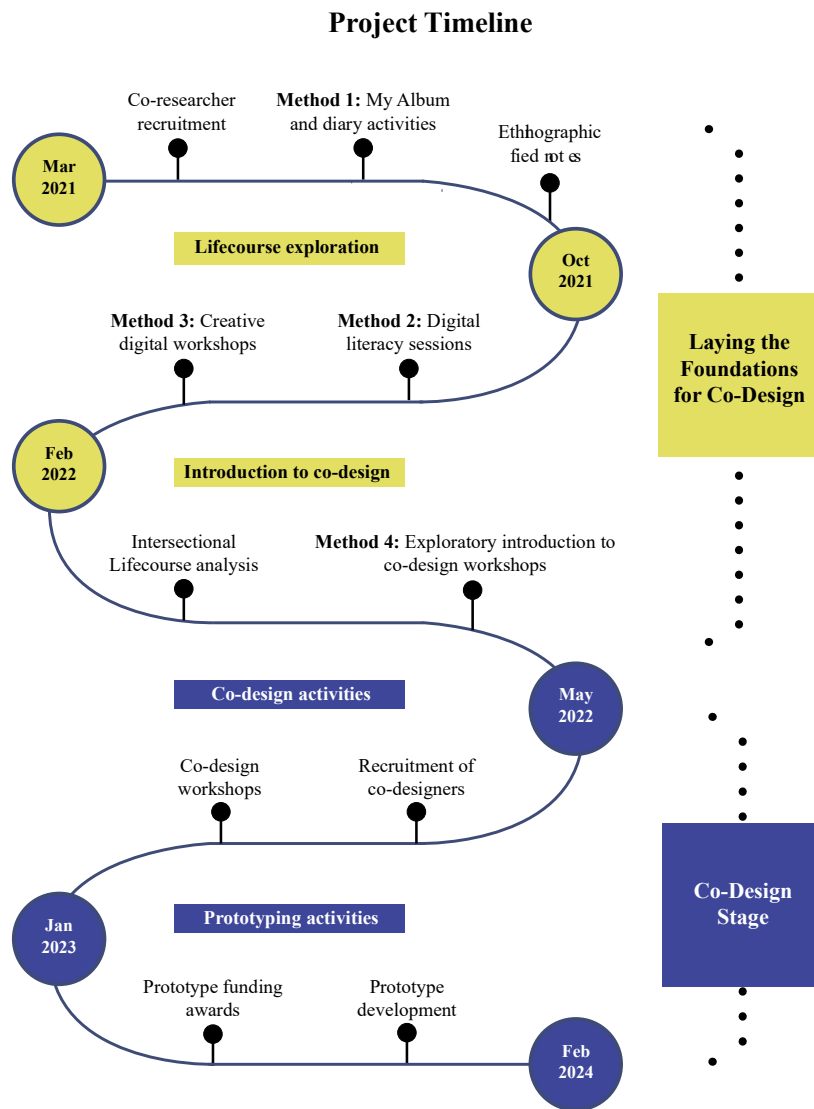 Project Timeline
Co-researcher
recruitment
Method 1: My Album
and diary activities
Ethhographic
fied not es
Mar
2021
Lifecourse exploration
Oct
2021
Method 3: Creative
digital workshops
Method 2: Digital
literacy sessions
Laying the
Foundations
for Co-Design
Feb
2022
Introduction to co-design
Intersectional
Lifecourse analysis
Method 4: Exploratory introduction to
co-design workshops
Co-design activities
May
2022
Co-design
workshops
Recruitment of
co-designers
Co-Design
Stage
Jan
2023
Prototyping activities
Prototype funding
awards
Prototype
development
Feb
2024